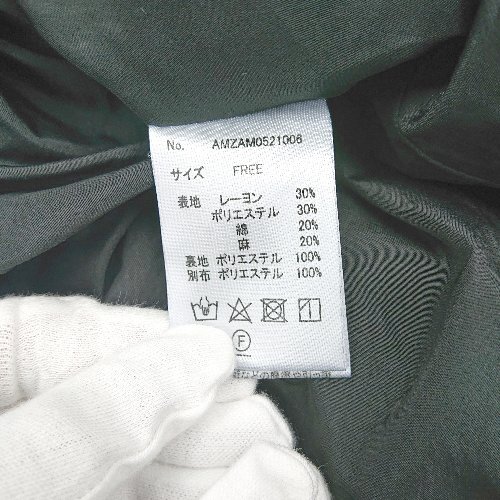 No. AMZAM0521006
サイズ FREE
表地 レーヨン 30%
ポリエステル 30%
綿 20%
麻 20%
裏地 ポリエステル 100%
別布 ポリエステル 100%
F